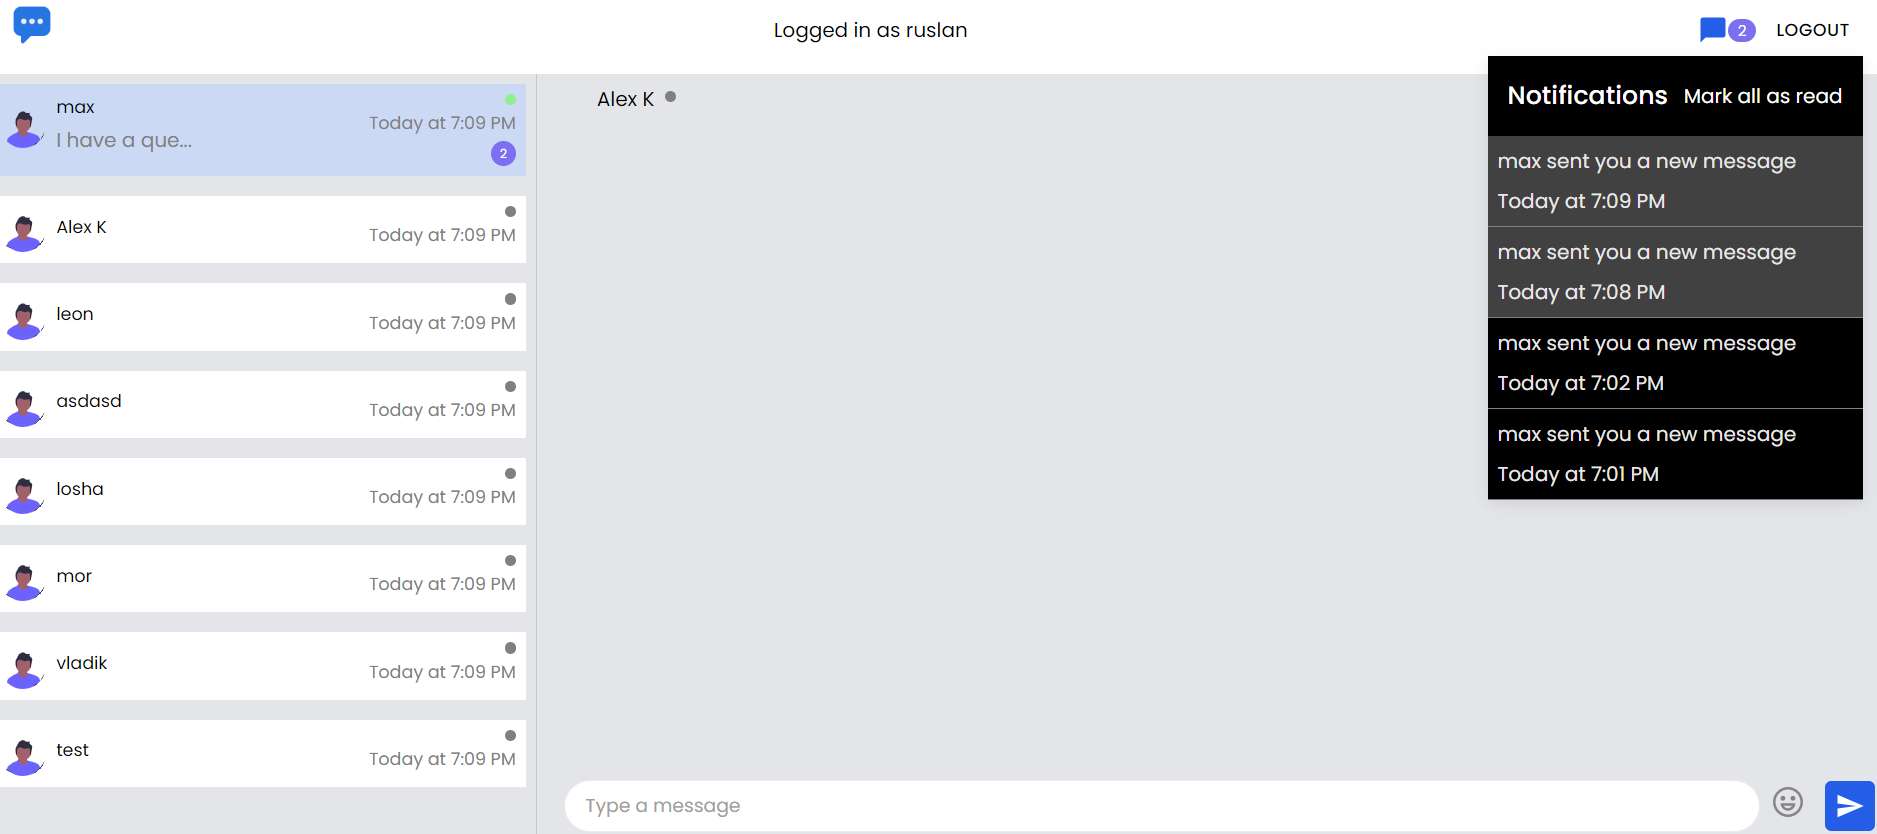 Logged in as ruslan
2
LOGOUT
max
Today at 7:09 PM
I have a que...
2
Alex K
Today at 7:09 PM
leon
Today at 7:09 PM
asdasd
Today at 7:09 PM
losha
Today at 7:09 PM
mor
Today at 7:09 PM
vladik
Today at 7:09 PM
test
Today at 7:09 PM
Alex K
Notifications Mark all as read
max sent you a new message
Today at 7:09 PM
max sent you a new message
Today at 7:08 PM
max sent you a new message
Today at 7:02 PM
max sent you a new message
Today at 7:01 PM
Type a message